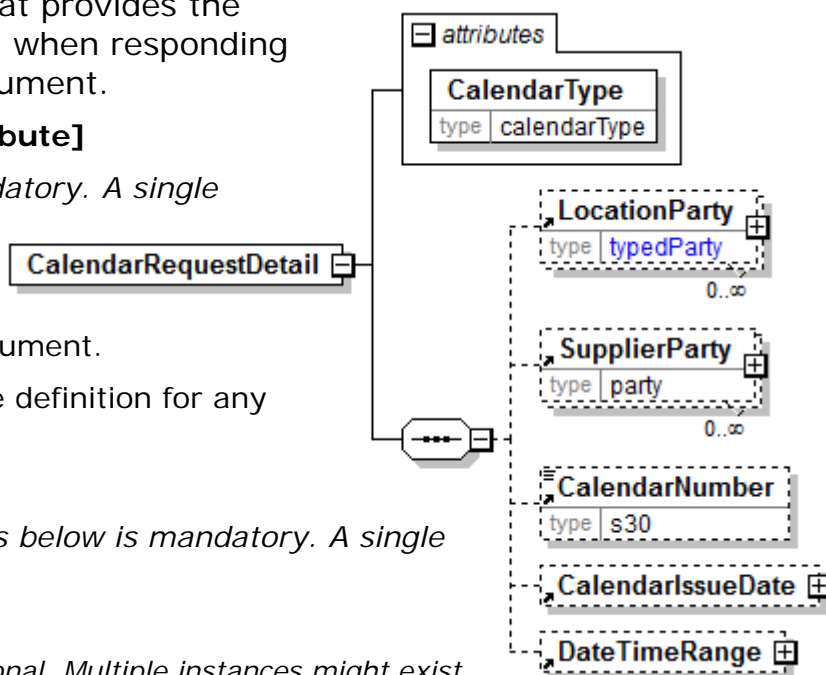 at provides the
when responding
ument.
bute]
datory. A single
ument.
e definition for any
s below is mandatory. A single
onal. Multiple instances might exist
attributes
CalendarType
type calendarType
CalendarRequestDetail
LocationParty
type typedParty
0..∞
SupplierParty
type party
0..∞
CalendarNumber
type s30
CalendarIssueDate
DateTimeRange